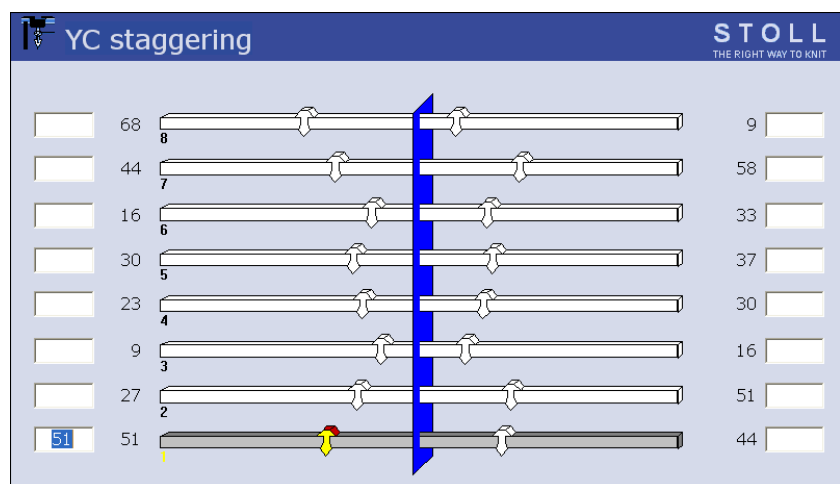 YC staggering
STOLL
THE RIGHT WAY TO KNIT
68 8 9
44 7 58
16 6 33
30 5 37
23 4 30
9 3 16
27 2 51
51 51 1 44